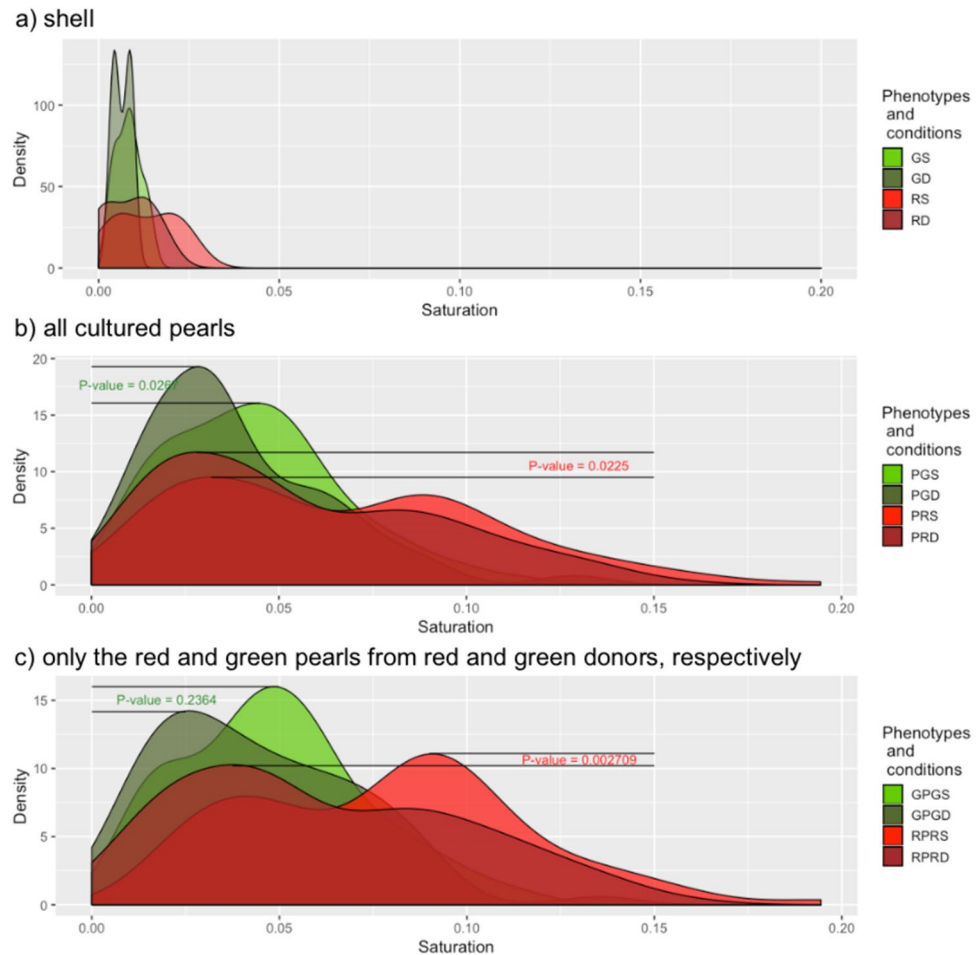 a) shell
100
50
0
Density
0.00 0.05 0.10 0.15 0.20
Saturation
Phenotypes
and
conditions
GS
GD
RS
RD
b) all cultured pearls
20
15
10
5
0
Density
P-value = 0.0267
P-value = 0.0225
0.00 0.05 0.10 0.15 0.20
Saturation
Phenotypes
and
conditions
PGS
PGD
PRS
PRD
c) only the red and green pearls from red and green donors, respectively
15
10
5
0
Density
P-value = 0.2364
P-value = 0.002709
0.00 0.05 0.10 0.15 0.20
Saturation
Phenotypes
and
conditions
GPGS
GPGD
RPRS
RPRD